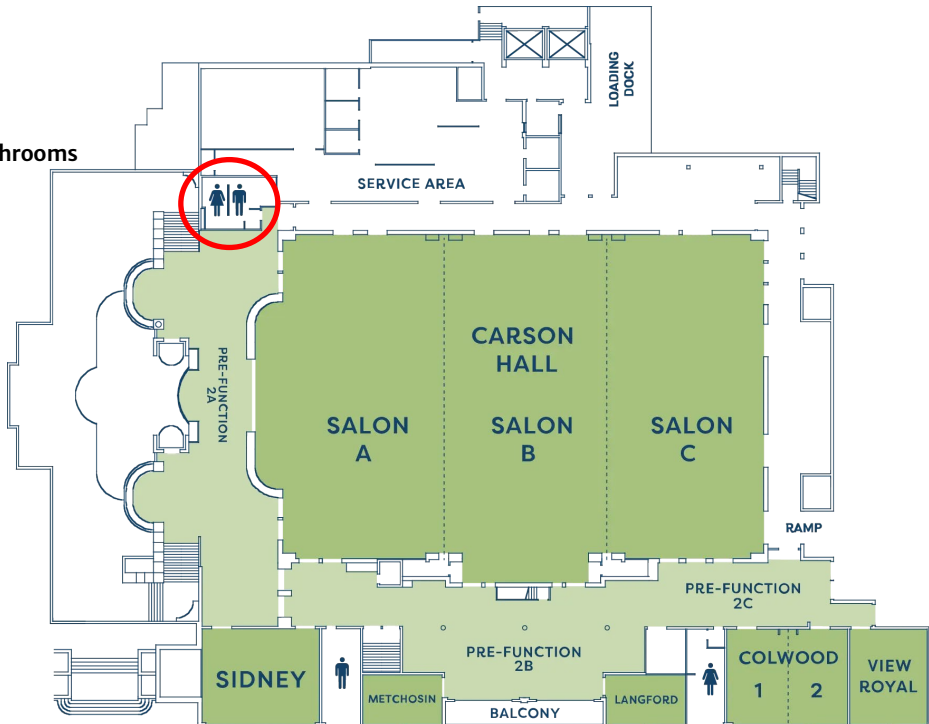 LOADING
DOCK
hrooms
SERVICE AREA
CARSON
HALL
PRE-FUNCTION
2A
SALON
A
SALON
B
SALON
C
RAMP
PRE-FUNCTION
2C
PRE-FUNCTION
2B
SIDNEY
METCHOSIN
BALCONY
LANGFORD
COLWOOD
1 2
VIEW
ROYAL